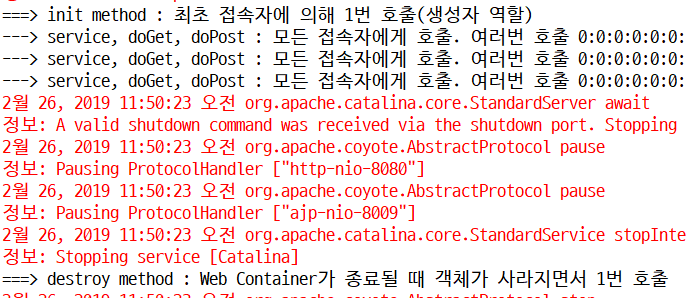 ===> init method : 최초 접속자에 의해 1번 호출(생성자 역할)
---> service, doGet, doPost : 모든 접속자에게 호출. 여러번 호출 0:0:0:0:0:0:
---> service, doGet, doPost : 모든 접속자에게 호출. 여러번 호출 0:0:0:0:0:0:
---> service, doGet, doPost : 모든 접속자에게 호출. 여러번 호출 0:0:0:0:0:0:
2월 26, 2019 11:50:23 오전 org.apache.catalina.core.StandardServer await
정보: A valid shutdown command was received via the shutdown port. Stopping
2월 26, 2019 11:50:23 오전 org.apache.coyote.AbstractProtocol pause
정보: Pausing ProtocolHandler ["http-nio-8080"]
2월 26, 2019 11:50:23 오전 org.apache.coyote.AbstractProtocol pause
정보: Pausing ProtocolHandler ["ajp-nio-8009"]
2월 26, 2019 11:50:23 오전 org.apache.catalina.core.StandardService stopInte
정보: Stopping service [Catalina]
===> destroy method : Web Container가 종료될 때 객체가 사라지면서 1번 호출